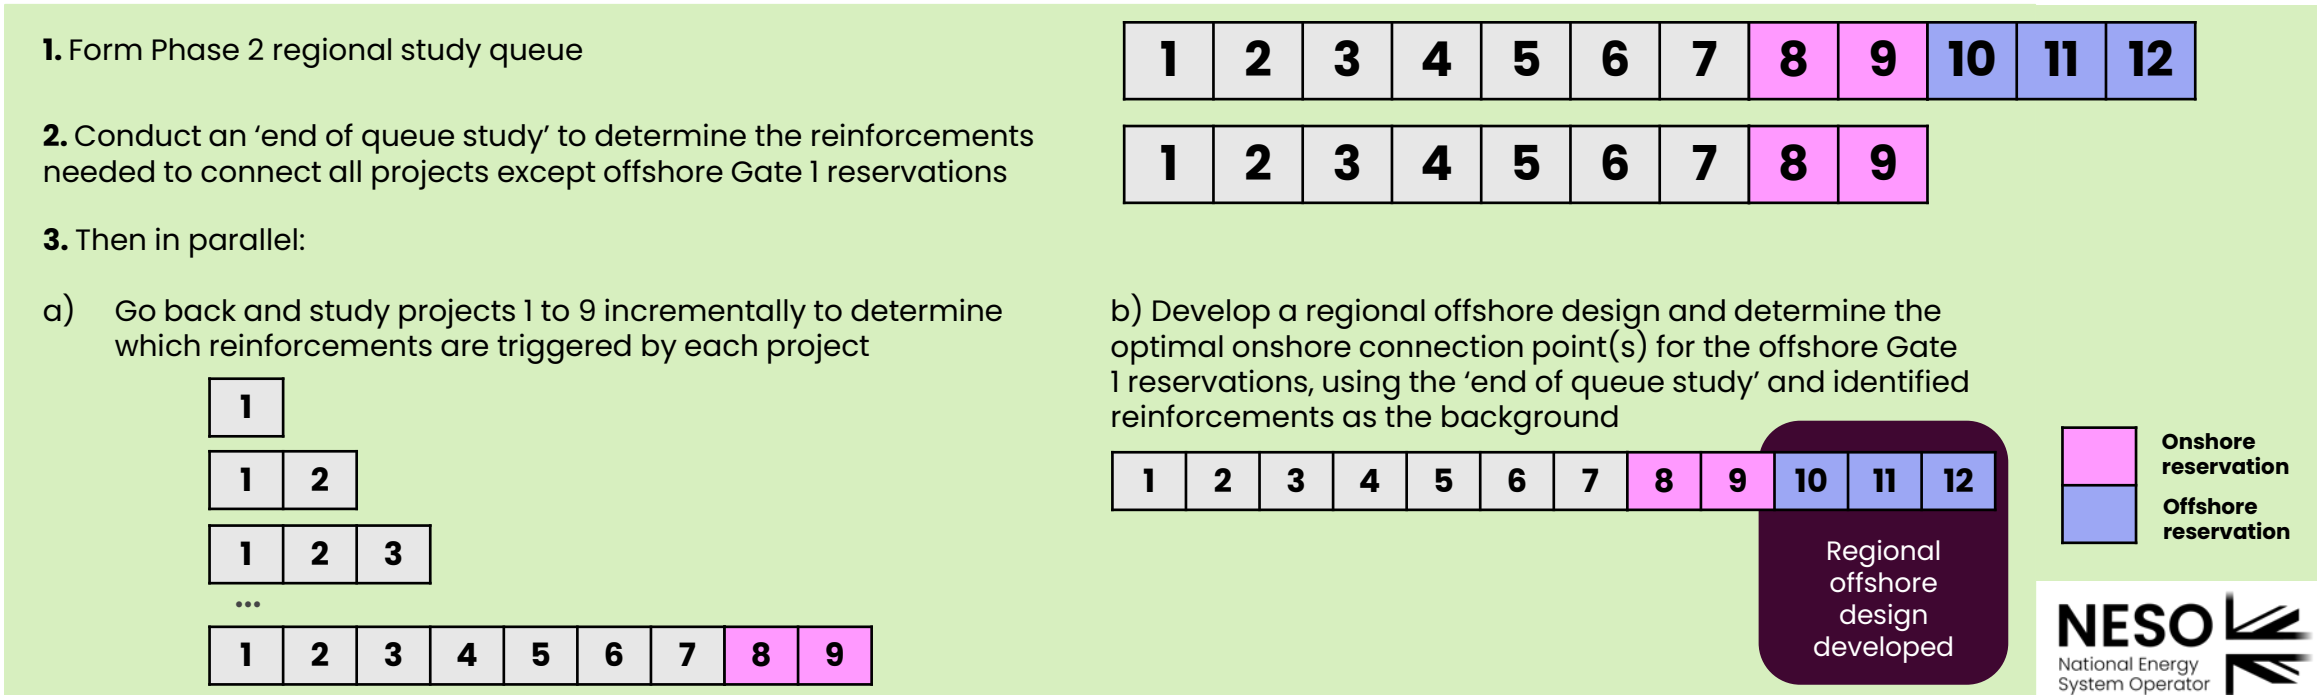 1. Form Phase 2 regional study queue
1 2 3 4 5 6 7 8 9 10 11 12
2. Conduct an ‘end of queue study’ to determine the reinforcements
needed to connect all projects except offshore Gate 1 reservations
1 2 3 4 5 6 7 8 9
3. Then in parallel:
a) Go back and study projects 1 to 9 incrementally to determine
which reinforcements are triggered by each project
1
1 2
1 2 3
...
1 2 3 4 5 6 7 8 9
b) Develop a regional offshore design and determine the
optimal onshore connection point(s) for the offshore Gate
1 reservations, using the ‘end of queue study’ and identified
reinforcements as the background
1 2 3 4 5 6 7 8 9 10 11 12
Regional
offshore
design
developed
Onshore
reservation
Offshore
reservation
NESO
National Energy
System Operator